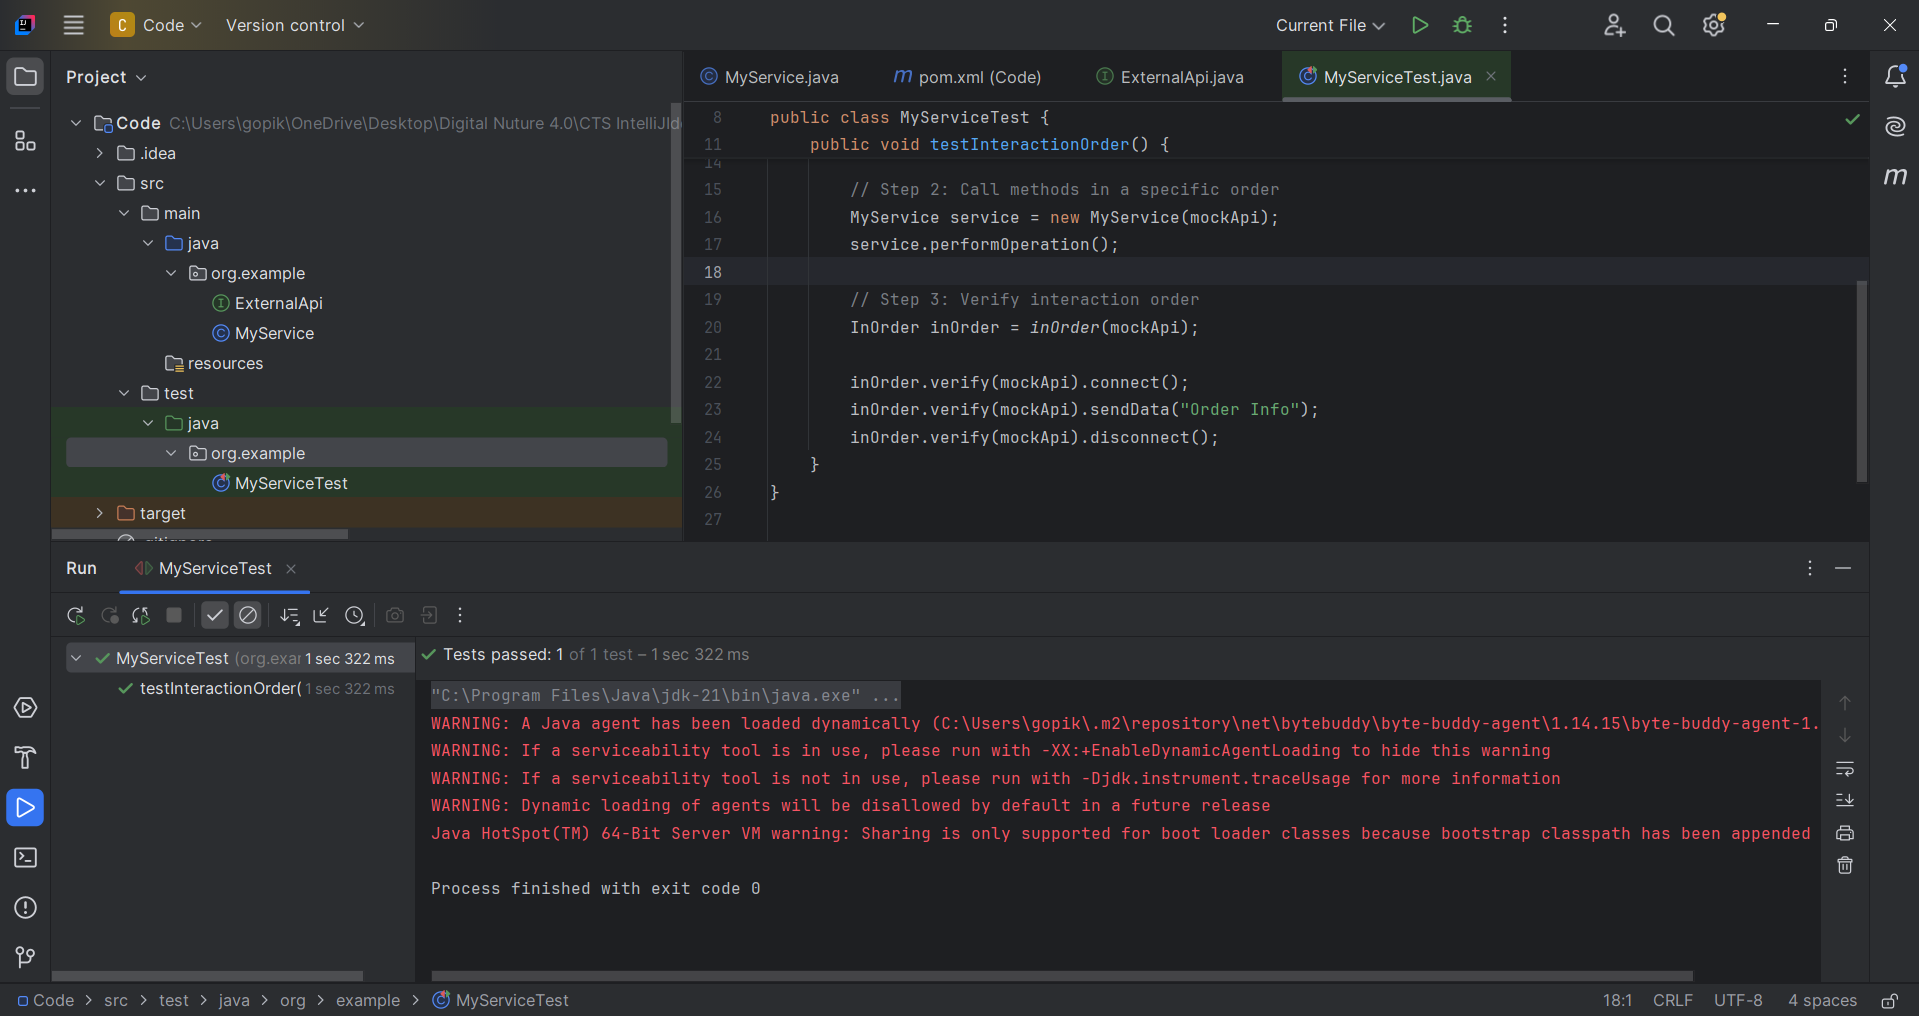 C Code Version control Current File
Project
Code C:\Users\gopik\OneDrive\Desktop\Digital Nuture 4.0\CTS IntelliJIde
.idea
src
main
java
org.example
ExternalApi
MyService
resources
test
java
org.example
MyServiceTest
target
MyService.java pom.xml (Code) ExternalApi.java MyServiceTest.java
8 public class MyServiceTest {
11 public void testInteractionOrder() {
14
15 // Step 2: Call methods in a specific order
16 MyService service = new MyService(mockApi);
17 service.performOperation();
18
19 // Step 3: Verify interaction order
20 InOrder inOrder = inOrder(mockApi);
21
22 inOrder.verify(mockApi).connect();
23 inOrder.verify(mockApi).sendData("Order Info");
24 inOrder.verify(mockApi).disconnect();
25 }
26 }
27
Run MyServiceTest
MyServiceTest (org.exar 1 sec 322 ms
testInteractionOrder( 1 sec 322 ms
Tests passed: 1 of 1 test – 1 sec 322 ms
"C:\Program Files\Java\jdk-21\bin\java.exe" ...
WARNING: A Java agent has been loaded dynamically (C:\Users\gopik\.m2\repository\net\bytebuddy\byte-buddy-agent\1.14.15\byte-buddy-agent-1.
WARNING: If a serviceability tool is in use, please run with -XX:+EnableDynamicAgentLoading to hide this warning
WARNING: If a serviceability tool is not in use, please run with -Djdk.instrument.traceUsage for more information
WARNING: Dynamic loading of agents will be disallowed by default in a future release
Java HotSpot(TM) 64-Bit Server VM warning: Sharing is only supported for boot loader classes because bootstrap classpath has been appended
Process finished with exit code 0
Code > src > test > java > org > example > MyServiceTest 18:1 CRLF UTF-8 4 spaces